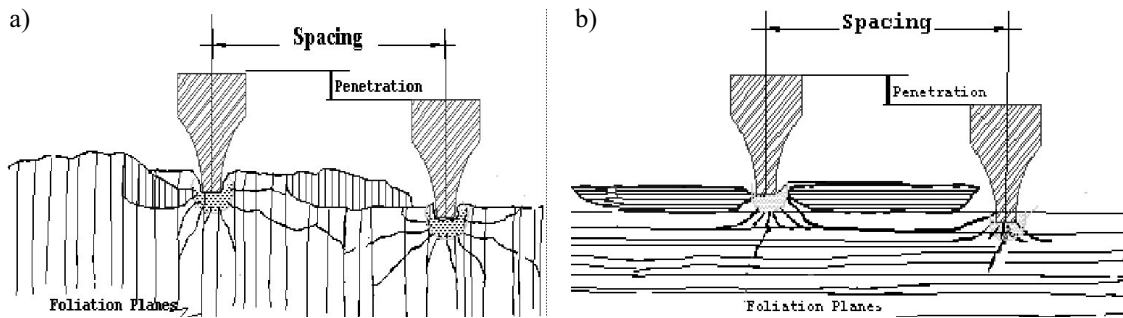 a)
Spacing
Penetration
Foliation Planes
b)
Spacing
Penetration
Foliation Planes